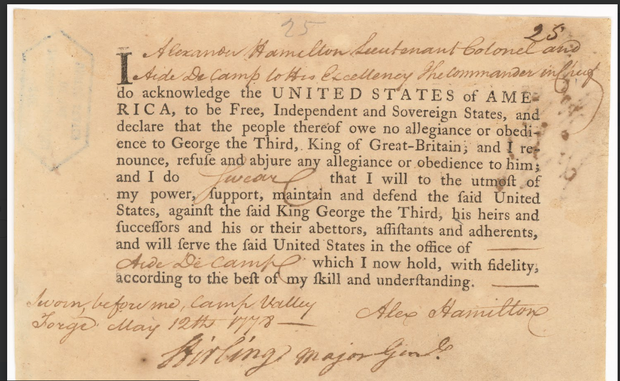 25
25
I Alexander Hamilton Lieutenant Colonel and
Aide De Camp to His Excellency The Commander in Chief
do acknowledge the UNITED STATES of AME-
RICA, to be Free, Independent and Sovereign States, and
declare that the people thereof owe no allegiance or obedi-
ence to George the Third, King of Great-Britain; and I re-
nounce, refuse and abjure any allegiance or obedience to him;
and I do swear that I will to the utmost of
my power, support, maintain and defend the said United
States, against the said King George the Third, his heirs and
successors and his or their abettors, assistants and adherents,
and will serve the said United States in the office of
Aide De Camp which I now hold, with fidelity,
according to the best of my skill and understanding.
Sworn before me, Camp Valley
Forge May 12th 1778
Alex Hamilton
Stirling Major Genl.